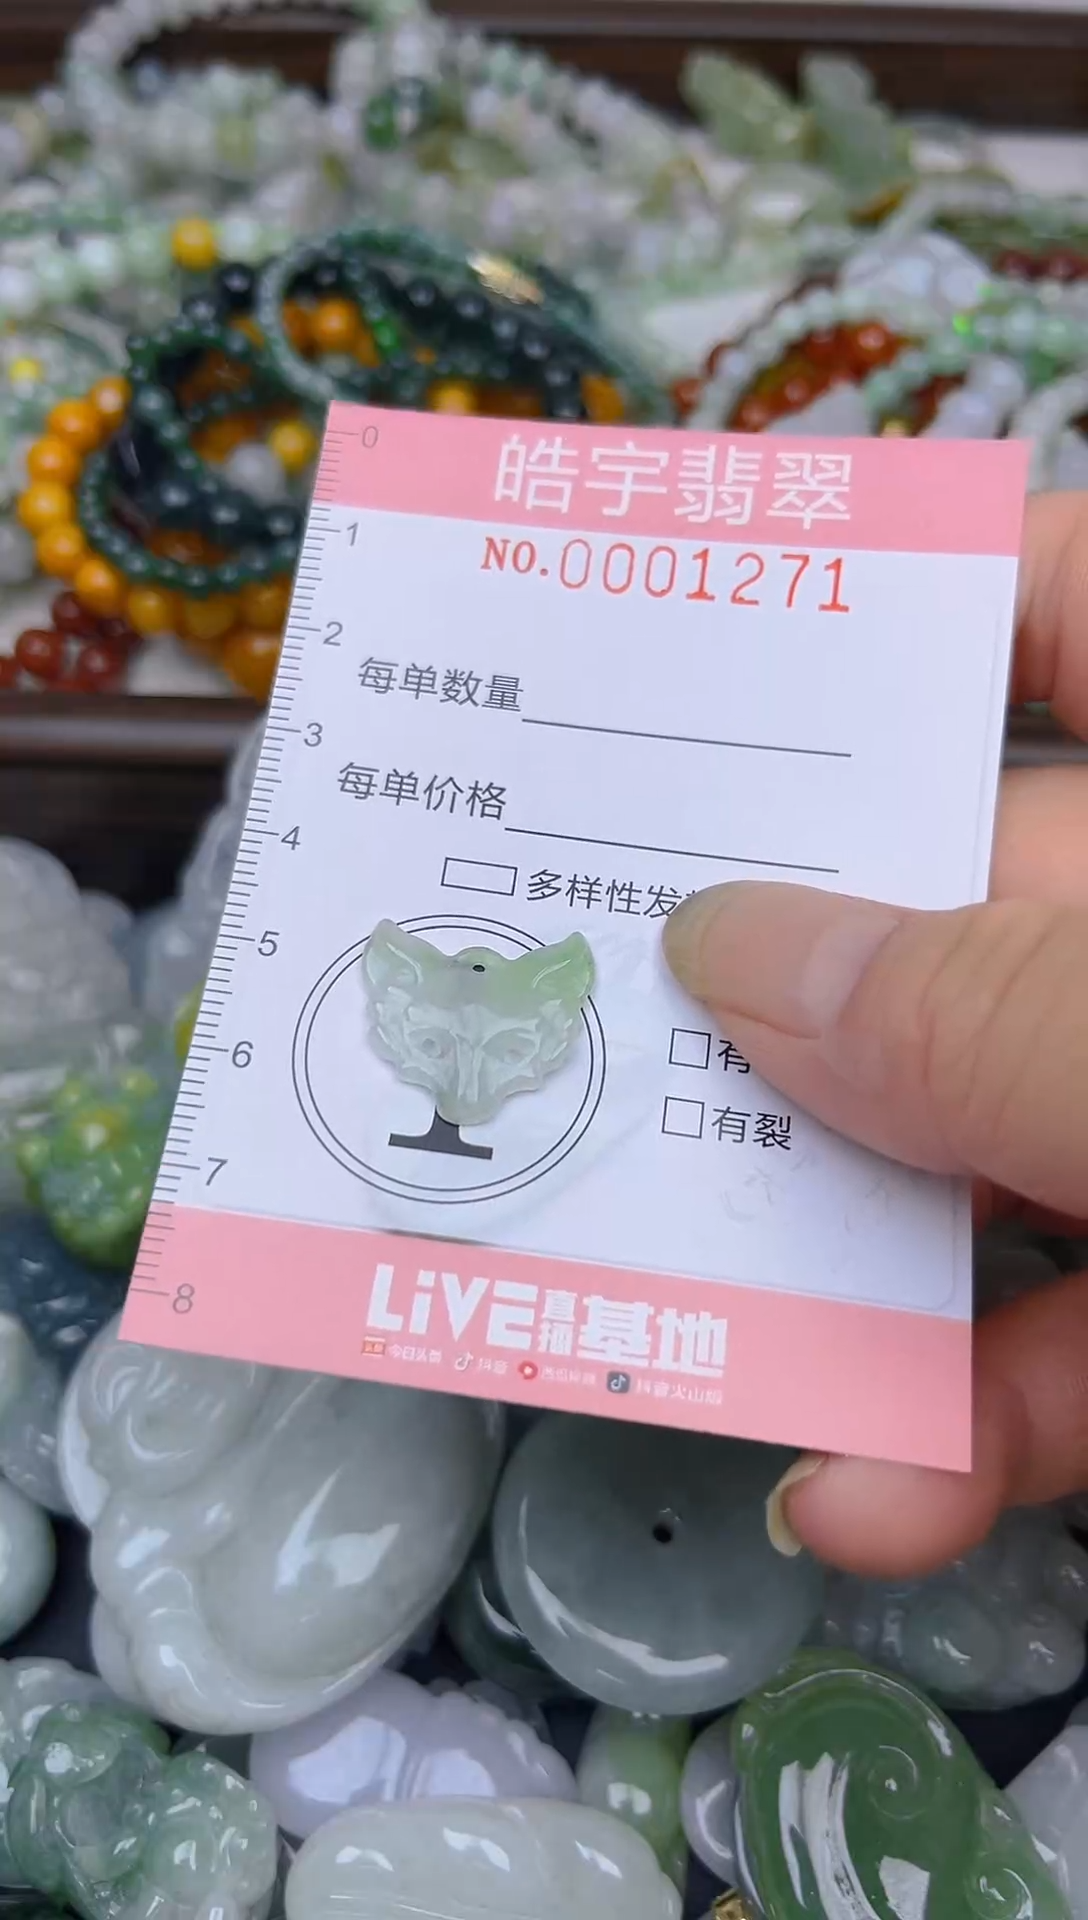 皓宇翡翠
NO.0001271
每单数量
每单价格
多样性发
有
有裂
0
1
2
3
4
5
6
7
8
LiVE直播基地
今日头条 抖音 西瓜视频 抖音火山版